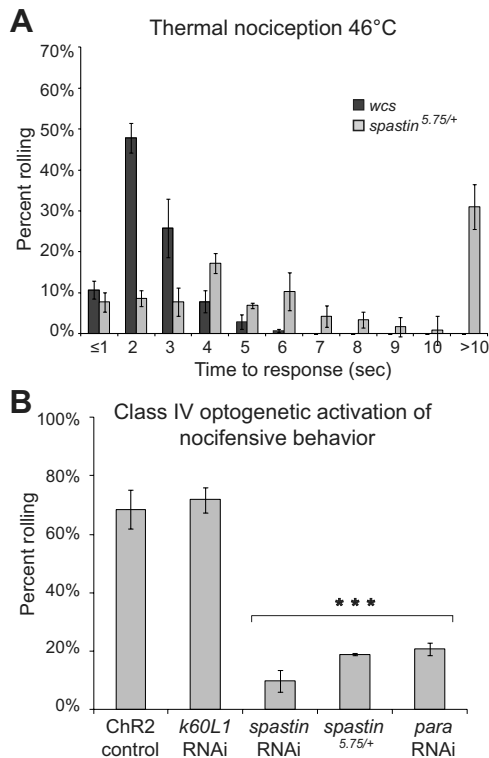 A
Thermal nociception 46°C
70%
60%
50%
40%
30%
20%
10%
0%
Percent rolling
wcs
spastin 5.75/+
≤1 2 3 4 5 6 7 8 9 10 >10
Time to response (sec)
B
Class IV optogenetic activation of
nocifensive behavior
100%
80%
60%
40%
20%
0%
Percent rolling
***
ChR2
control
k60L1
RNAi
spastin
RNAi
spastin
5.75/+
para
RNAi